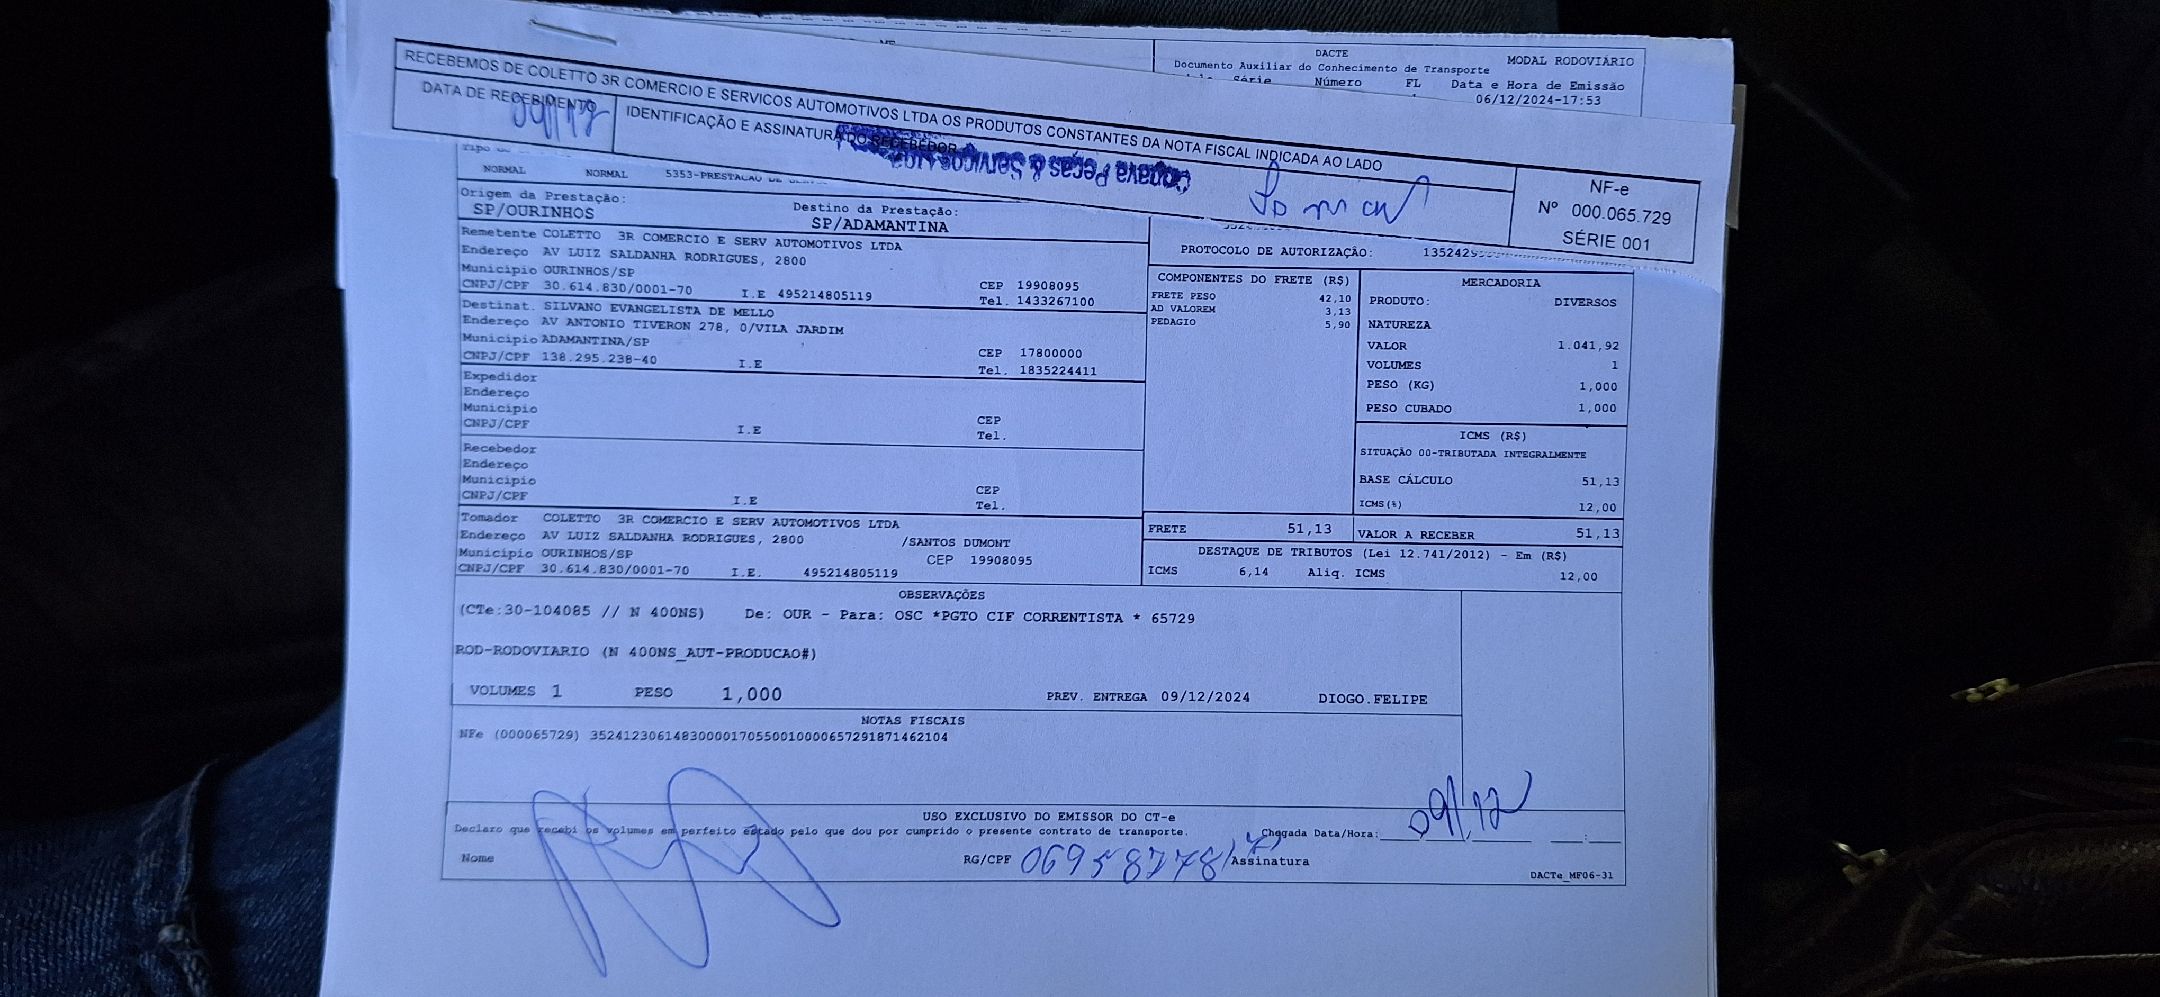 DACTE
MODAL RODOVIÁRIO
Documento Auxiliar do Conhecimento de Transporte
Série Número FL Data e Hora de Emissão
06/12/2024-17:53
RECEBEMOS DE COLETTO 3R COMERCIO E SERVICOS AUTOMOTIVOS LTDA OS PRODUTOS CONSTANTES DA NOTA FISCAL INDICADA AO LADO
DATA DE RECEBIMENTO
09/12
IDENTIFICAÇÃO E ASSINATURA DO RECEBEDOR
Peças & Serviços
NF-e
Nº 000.065.729
SÉRIE 001
NORMAL NORMAL 5353-PRESTACAO DE
Origem da Prestação:
SP/OURINHOS
Destino da Prestação:
SP/ADAMANTINA
Remetente COLETTO 3R COMERCIO E SERV AUTOMOTIVOS LTDA
Endereço AV LUIZ SALDANHA RODRIGUES, 2800
Municipio OURINHOS/SP CEP 19908095
CNPJ/CPF 30.614.830/0001-70 I.E 495214805119 Tel. 1433267100
Destinat. SILVANO EVANGELISTA DE MELLO
Endereço AV ANTONIO TIVERON 278, 0/VILA JARDIM
Municipio ADAMANTINA/SP CEP 17800000
CNPJ/CPF 138.295.238-40 I.E Tel. 1835224411
Expedidor
Endereço
Municipio CEP
CNPJ/CPF I.E Tel.
Recebedor
Endereço
Municipio CEP
CNPJ/CPF I.E Tel.
Tomador COLETTO 3R COMERCIO E SERV AUTOMOTIVOS LTDA
Endereço AV LUIZ SALDANHA RODRIGUES, 2800 /SANTOS DUMONT
Municipio OURINHOS/SP CEP 19908095
CNPJ/CPF 30.614.830/0001-70 I.E. 495214805119
PROTOCOLO DE AUTORIZAÇÃO:
COMPONENTES DO FRETE (R$)
FRETE PESO 42,10
AD VALOREM 3,13
PEDAGIO 5,90
MERCADORIA
PRODUTO: DIVERSOS
NATUREZA
VALOR 1.041,92
VOLUMES 1
PESO (KG) 1,000
PESO CUBADO 1,000
ICMS (R$)
SITUAÇÃO 00-TRIBUTADA INTEGRALMENTE
BASE CÁLCULO 51,13
ICMS(%) 12,00
FRETE 51,13 VALOR A RECEBER 51,13
DESTAQUE DE TRIBUTOS (Lei 12.741/2012) - Em (R$)
ICMS 6,14 Aliq. ICMS 12,00
OBSERVAÇÕES
(CTe:30-104085 // N 400NS) De: OUR - Para: OSC *PGTO CIF CORRENTISTA * 65729
ROD-RODOVIARIO (N 400NS_AUT-PRODUCAO#)
VOLUMES 1 PESO 1,000 PREV. ENTREGA 09/12/2024 DIOGO.FELIPE
NOTAS FISCAIS
NFe (000065729) 35241230614830000170550010000657291871462104
USO EXCLUSIVO DO EMISSOR DO CT-e
Declaro que recebi os volumes em perfeito estado pelo que dou por cumprido o presente contrato de transporte. Chegada Data/Hora: 09/12
Nome RG/CPF Assinatura
DACTe_MF06-31